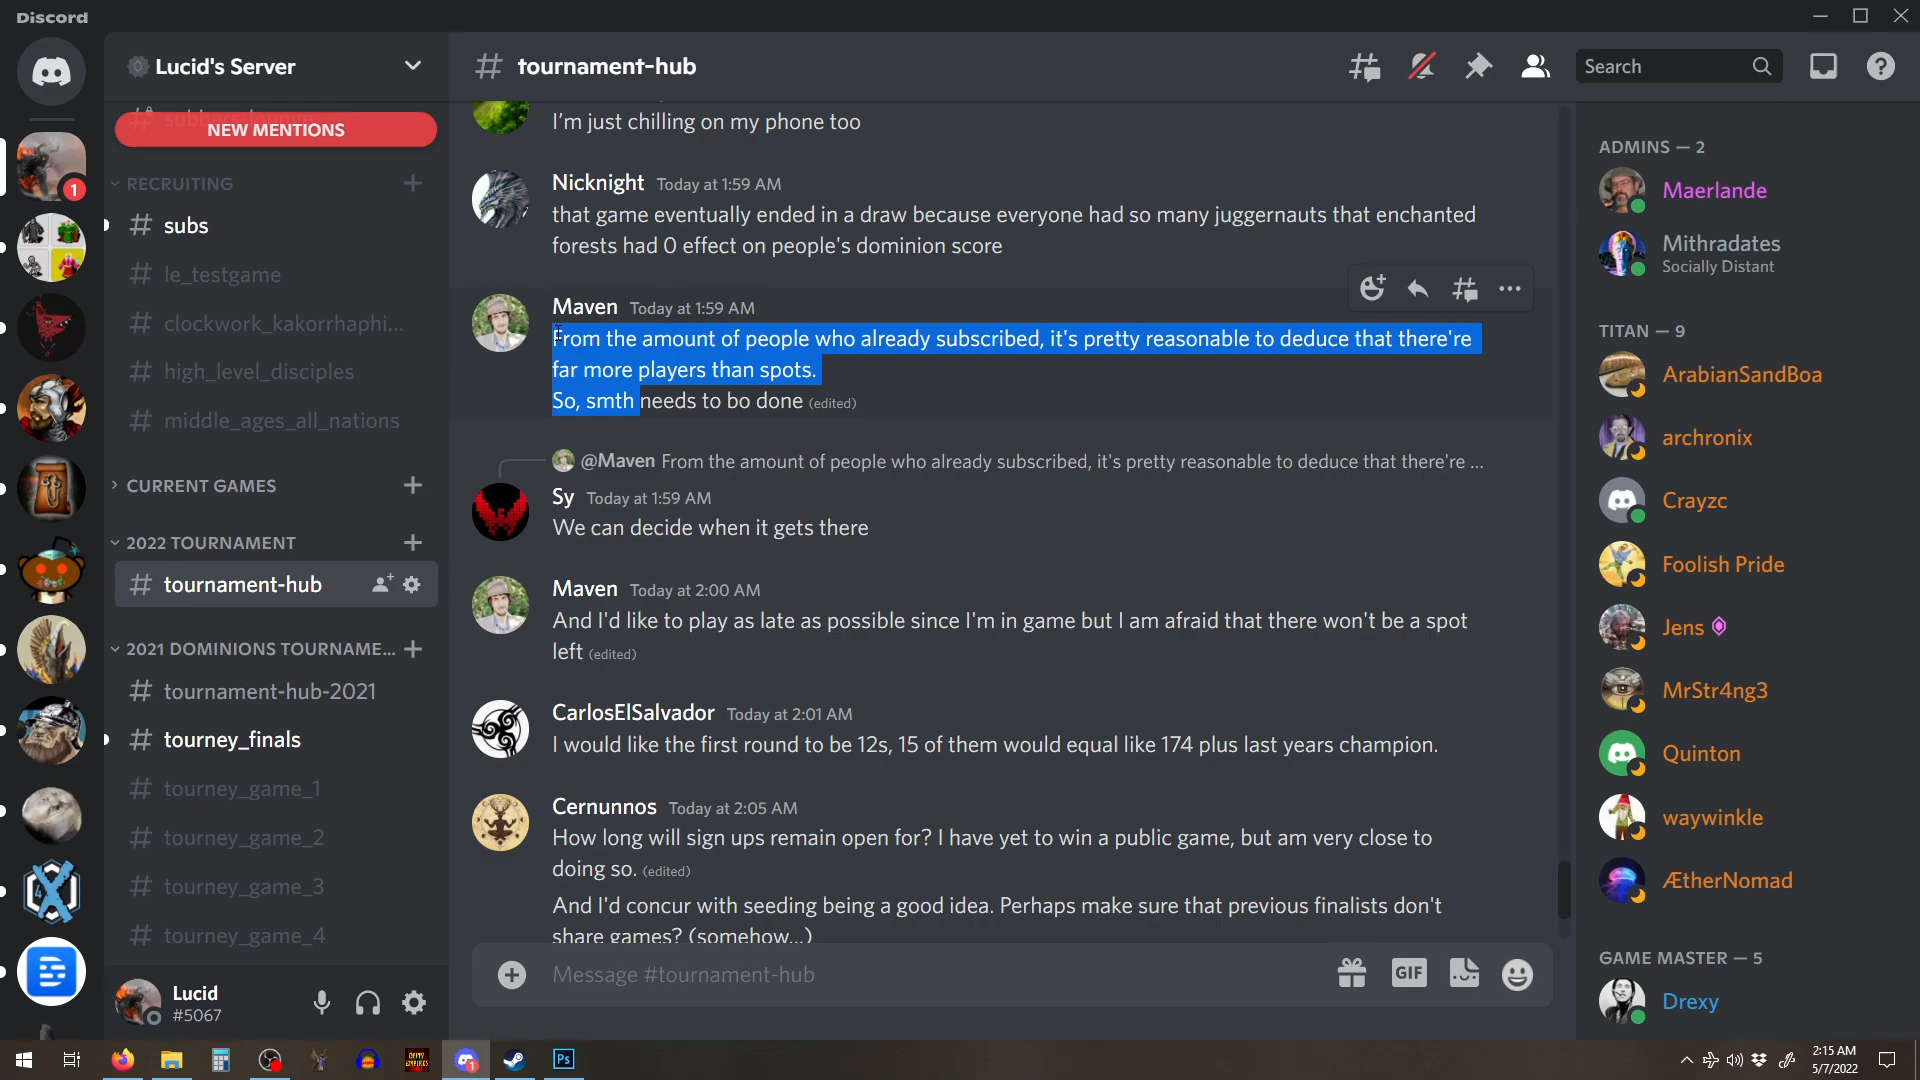 Discord
Lucid's Server
NEW MENTIONS
RECRUITING
subs
le_testgame
clockwork_kakorrhaphi...
high_level_disciples
middle_ages_all_nations
CURRENT GAMES
2022 TOURNAMENT
tournament-hub
2021 DOMINIONS TOURNAME...
tournament-hub-2021
tourney_finals
tourney_game_1
tourney_game_2
tourney_game_3
tourney_game_4
Lucid
#5067
tournament-hub
Search
I'm just chilling on my phone too
Nicknight Today at 1:59 AM
that game eventually ended in a draw because everyone had so many juggernauts that enchanted
forests had 0 effect on people's dominion score
Maven Today at 1:59 AM
From the amount of people who already subscribed, it's pretty reasonable to deduce that there're
far more players than spots.
So, smth needs to bo done (edited)
@Maven From the amount of people who already subscribed, it's pretty reasonable to deduce that there're ...
Sy Today at 1:59 AM
We can decide when it gets there
Maven Today at 2:00 AM
And I'd like to play as late as possible since I'm in game but I am afraid that there won't be a spot
left (edited)
CarlosElSalvador Today at 2:01 AM
I would like the first round to be 12s, 15 of them would equal like 174 plus last years champion.
Cernunnos Today at 2:05 AM
How long will sign ups remain open for? I have yet to win a public game, but am very close to
doing so. (edited)
And I'd concur with seeding being a good idea. Perhaps make sure that previous finalists don't
share games? (somehow...)
Message #tournament-hub
GIF
ADMINS — 2
Maerlande
Mithradates
Socially Distant
TITAN — 9
ArabianSandBoa
archronix
Crayzc
Foolish Pride
Jens
MrStr4ng3
Quinton
waywinkle
ÆtherNomad
GAME MASTER — 5
Drexy
1
1
Ps
2:15 AM
5/7/2022